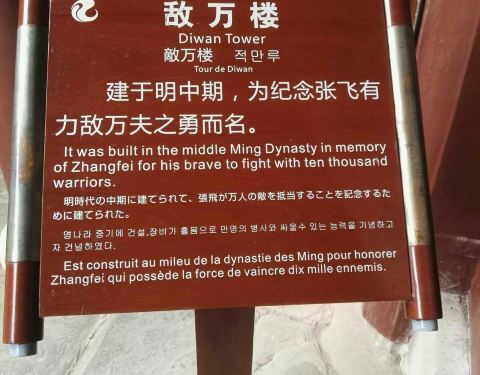 敌万楼
Diwan Tower
敵万楼 적만루
Tour de Diwan
建于明中期，为纪念张飞有
力敌万夫之勇而名。
It was built in the middle Ming Dynasty in memory
of Zhangfei for his brave to fight with ten thousand
warriors.
明時代の中期に建てられて、張飛が万人の敵を抵当することを記念するた
めに建てられた。
명나라 중기에 건설,장비가 홀몸으로 만명의 병사와 싸울수 있는 능력을 기념하고
자 건널하였다.
Est construit au mileu de la dynastie des Ming pour honorer
Zhangfei qui possède la force de vaincre dix mille ennemis.